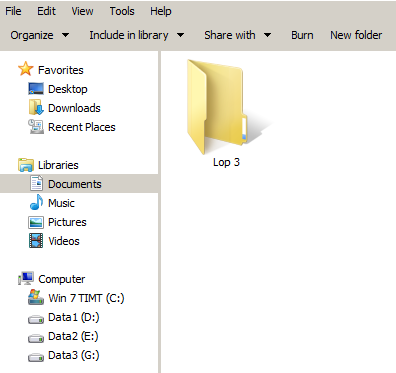 File Edit View Tools Help
Organize Include in library Share with Burn New folder
Favorites
Desktop
Downloads
Recent Places
Libraries
Documents
Music
Pictures
Videos
Computer
Win 7 TIMT (C:)
Data1 (D:)
Data2 (E:)
Data3 (G:)
Lop 3